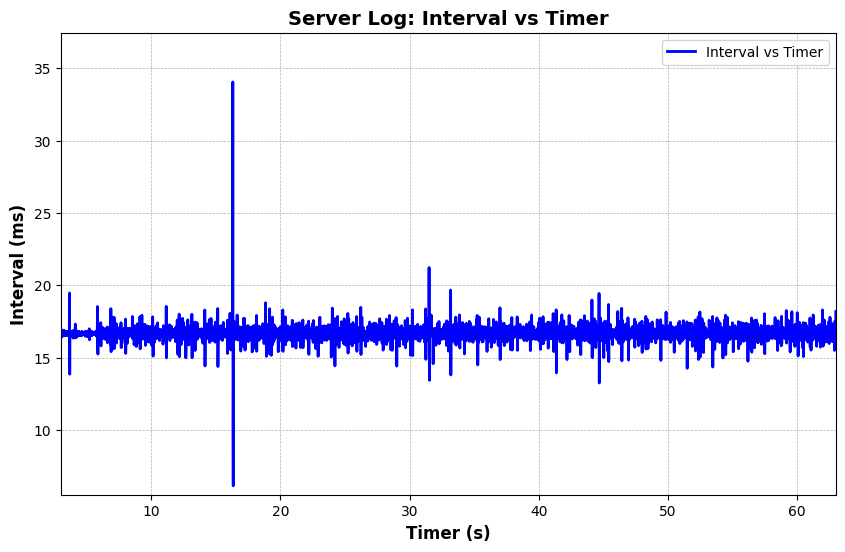 Server Log: Interval vs Timer
Interval vs Timer
Interval (ms)
35
30
25
20
15
10
10 20 30 40 50 60
Timer (s)